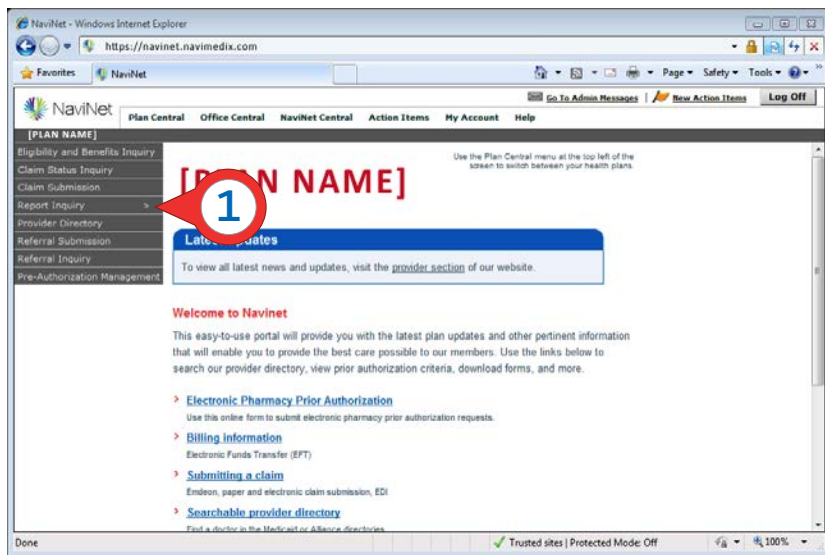 NaviNet - Windows Internet Explorer
https://navinet.navimedix.com
Favorites NaviNet Page Safety Tools
Go To Admin Messages | New Action Items Log Off
NaviNet Plan Central Office Central NaviNet Central Action Items My Account Help
[PLAN NAME]
Eligibility and Benefits Inquiry
Claim Status Inquiry
Claim Submission
Report Inquiry >
Provider Directory
Referral Submission
Referral Inquiry
Pre-Authorization Management
1
Use the Plan Central menu at the top left of the
screen to switch between your health plans.
NAME]
To view all latest news and updates, visit the provider section of our website.
Welcome to Navinet
This easy-to-use portal will provide you with the latest plan updates and other pertinent information
that will enable you to provide the best care possible to our members. Use the links below to
search our provider directory, view prior authorization criteria, download forms, and more.
> Electronic Pharmacy Prior Authorization
Use this online form to submit electronic pharmacy prior authorization requests.
> Billing information
Electronic Funds Transfer (EFT)
> Submitting a claim
Emdeon, paper and electronic claim submission, EDI
> Searchable provider directory
Find a doctor in the Medicaid or Alliance directories
Done Trusted sites | Protected Mode: Off 100%